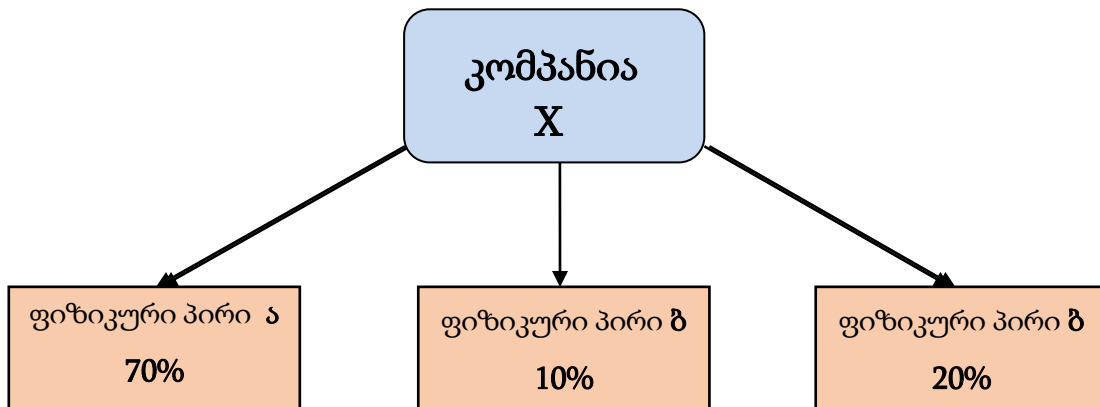 კომპანია
X
ფიზიკური პირი ა
70%
ფიზიკური პირი ბ
10%
ფიზიკური პირი ბ
20%